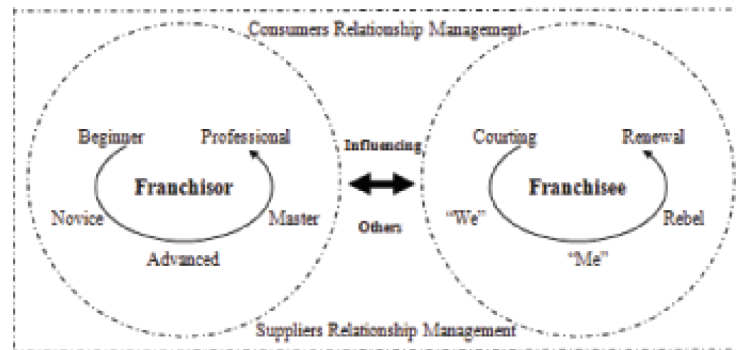 Consumers Relationship Management
Beginner Professional Influencing Courting Renewal
Franchisor Franchisee
Novice Master Others “We” Rebel
Advanced “Me”
Suppliers Relationship Management